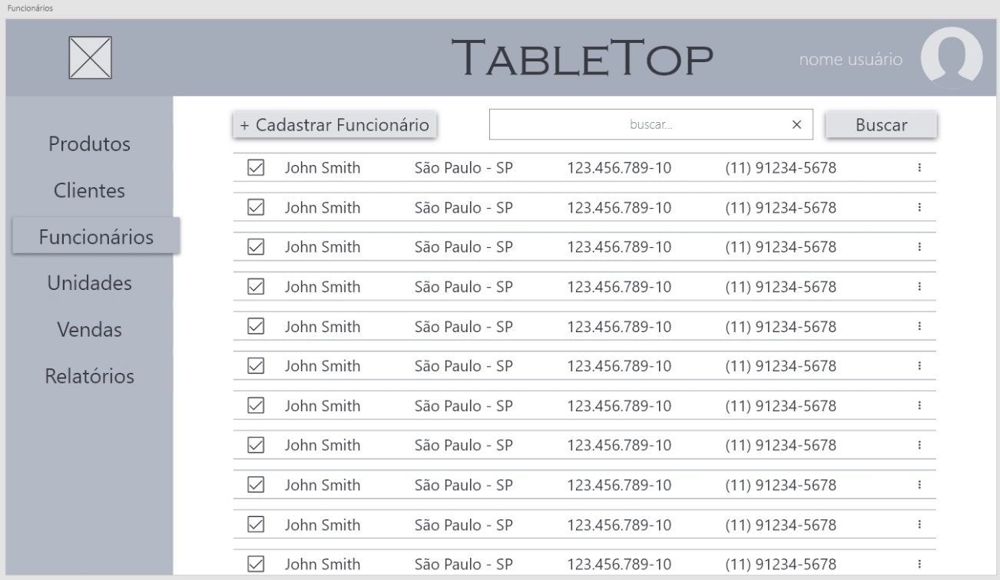 Funcionários
TABLETOP
nome usuário
Produtos
Clientes
Funcionários
Unidades
Vendas
Relatórios
+ Cadastrar Funcionário
buscar...
Buscar
John Smith São Paulo - SP 123.456.789-10 (11) 91234-5678
John Smith São Paulo - SP 123.456.789-10 (11) 91234-5678
John Smith São Paulo - SP 123.456.789-10 (11) 91234-5678
John Smith São Paulo - SP 123.456.789-10 (11) 91234-5678
John Smith São Paulo - SP 123.456.789-10 (11) 91234-5678
John Smith São Paulo - SP 123.456.789-10 (11) 91234-5678
John Smith São Paulo - SP 123.456.789-10 (11) 91234-5678
John Smith São Paulo - SP 123.456.789-10 (11) 91234-5678
John Smith São Paulo - SP 123.456.789-10 (11) 91234-5678
John Smith São Paulo - SP 123.456.789-10 (11) 91234-5678
John Smith São Paulo - SP 123.456.789-10 (11) 91234-5678